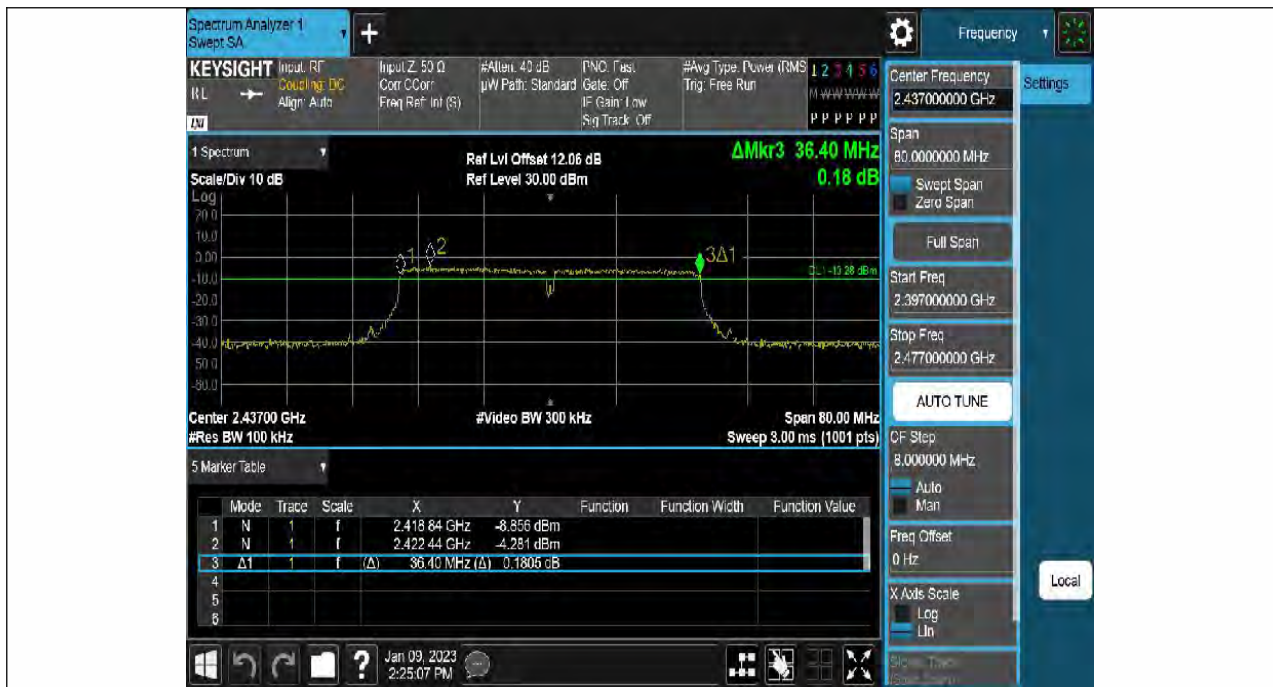 Spectrum Analyzer 1
Swept SA
Frequency
KEYSIGHT
RL
Input: RF
Coupling: DC
Align: Auto
Input Z: 50 Ω
Corr CCorr
Freq Ref: Int (S)
#Atten: 40 dB
µW Path: Standard
PNO: Fast
Gate: Off
IF Gain: Low
Sig Track: Off
#Avg Type: Power (RMS
Trig: Free Run
1 2 3 4 5 6
M W W W W W
P P P P P P
Center Frequency
2.437000000 GHz
Settings
1 Spectrum
Scale/Div 10 dB
Ref Lvl Offset 12.06 dB
Ref Level 30.00 dBm
ΔMkr3 36.40 MHz
0.18 dB
Span
80.0000000 MHz
Swept Span
Zero Span
Full Span
Start Freq
2.397000000 GHz
Stop Freq
2.477000000 GHz
AUTO TUNE
CF Step
8.000000 MHz
Auto
Man
Freq Offset
0 Hz
X Axis Scale
Log
Lin
Local
Log
20.0
10.0
0.00
-10.0
-20.0
-30.0
-40.0
-50.0
-60.0
1
2
3Δ1
Center 2.43700 GHz
#Res BW 100 kHz
#Video BW 300 kHz
Span 80.00 MHz
Sweep 3.00 ms (1001 pts)
5 Marker Table
Mode Trace Scale X Y Function Function Width Function Value
1 N 1 f 2.418 84 GHz -8.856 dBm
2 N 1 f 2.422 44 GHz -4.281 dBm
3 Δ1 1 f (Δ) 36.40 MHz (Δ) 0.1805 dB
4
5
6
?
Jan 09, 2023
2:25:07 PM